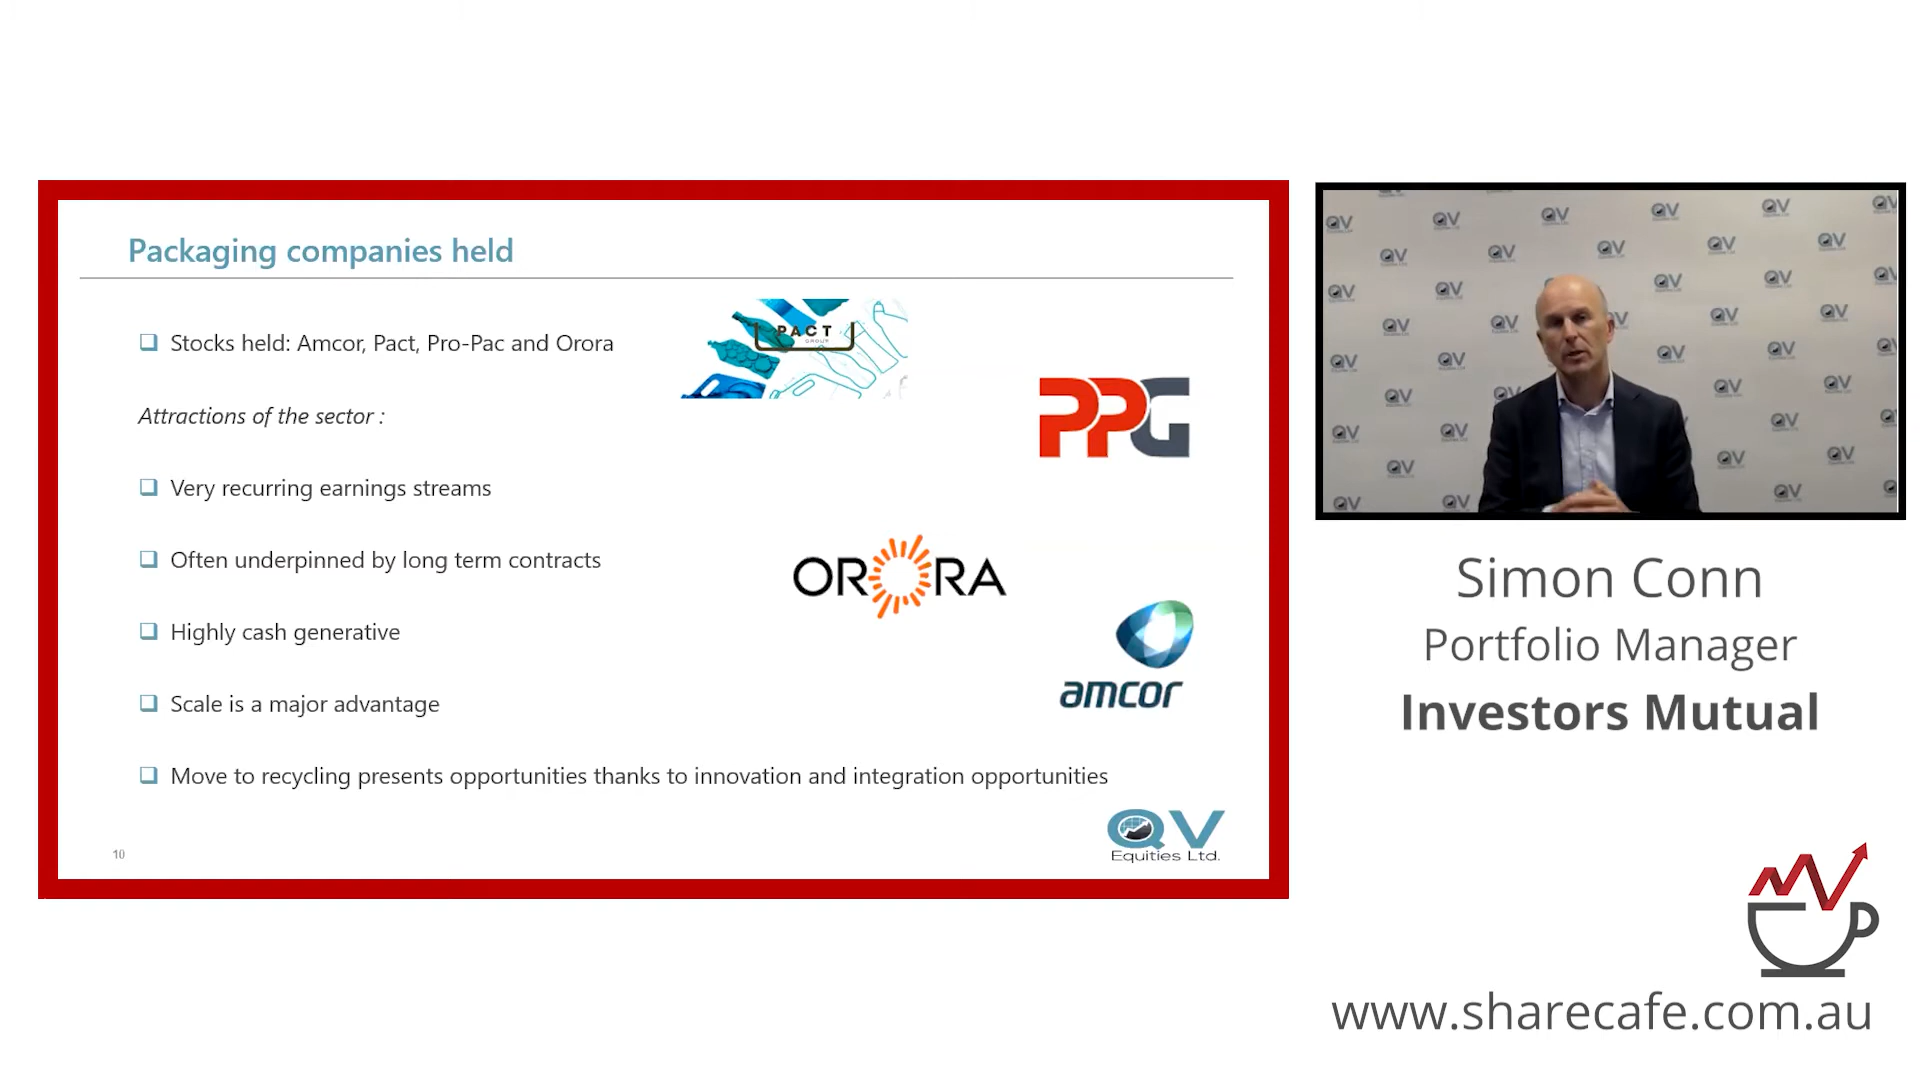 Packaging companies held
Stocks held: Amcor, Pact, Pro-Pac and Orora
PACT
GROUP
PPG
Attractions of the sector :
Very recurring earnings streams
Often underpinned by long term contracts
ORORA
Highly cash generative
amcor
Scale is a major advantage
Move to recycling presents opportunities thanks to innovation and integration opportunities
QV
Equities Ltd.
10
Simon Conn
Portfolio Manager
Investors Mutual
www.sharecafe.com.au